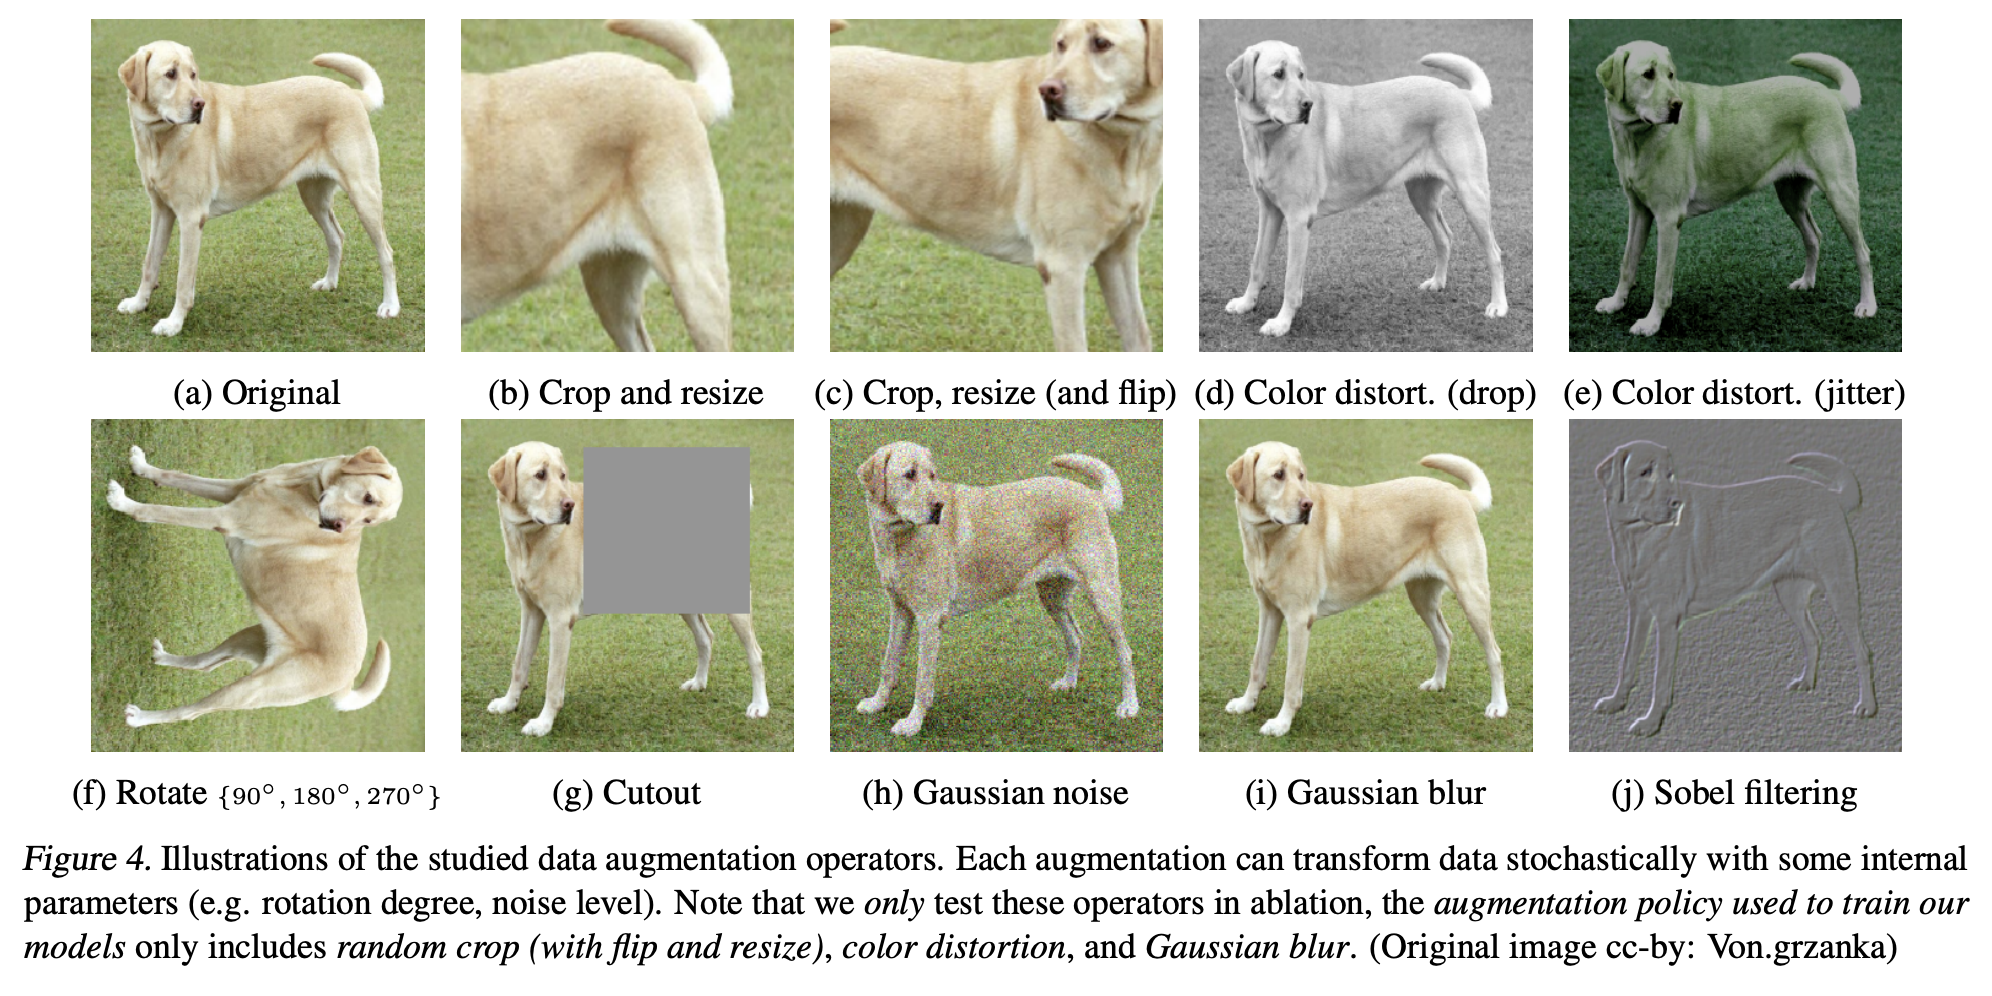 (a) Original
(b) Crop and resize
(c) Crop, resize (and flip)
(d) Color distort. (drop)
(e) Color distort. (jitter)
(f) Rotate {90°, 180°, 270°}
(g) Cutout
(h) Gaussian noise
(i) Gaussian blur
(j) Sobel filtering
Figure 4. Illustrations of the studied data augmentation operators. Each augmentation can transform data stochastically with some internal
parameters (e.g. rotation degree, noise level). Note that we only test these operators in ablation, the augmentation policy used to train our
models only includes random crop (with flip and resize), color distortion, and Gaussian blur. (Original image cc-by: Von.grzanka)